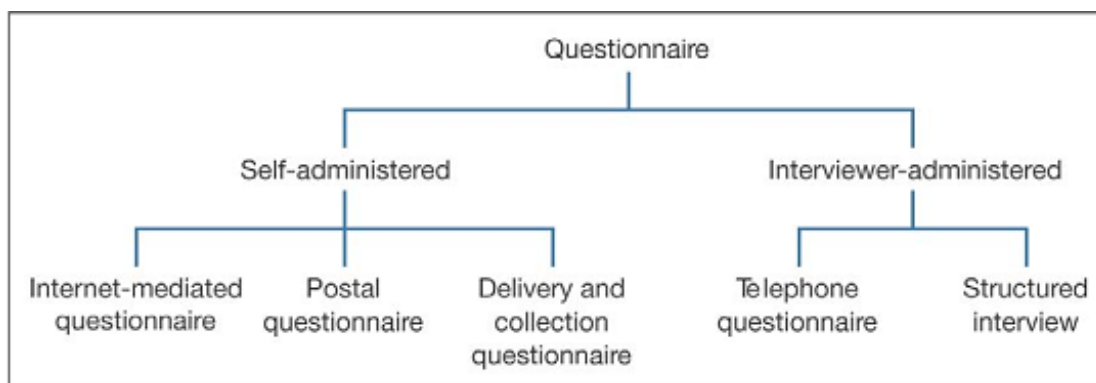 Questionnaire
Self-administered
Interviewer-administered
Internet-mediated
questionnaire
Postal
questionnaire
Delivery and
collection
questionnaire
Telephone
questionnaire
Structured
interview